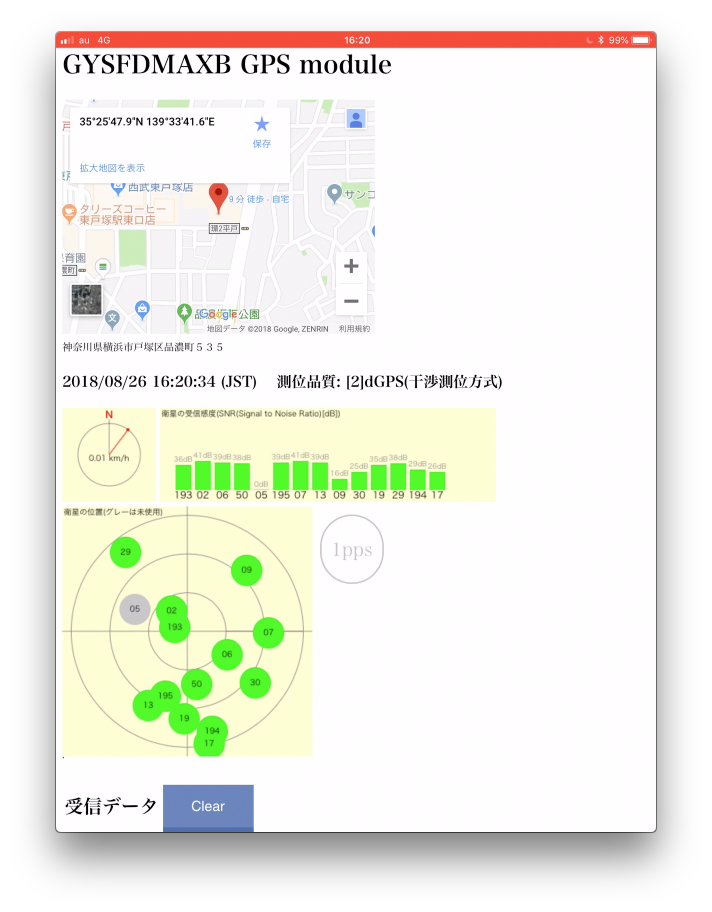 au 4G 16:20 99%
GYSFDMAXB GPS module
35°25'47.9"N 139°33'41.6"E
保存
拡大地図を表示
西武東戸塚店
9 分 徒歩 - 自宅
サンコ
タリーズコーヒー
東戸塚駅東口店
環2平戸
育園
Google
公園
地図データ ©2018 Google, ZENRIN 利用規約
神奈川県横浜市戸塚区品濃町５３５
2018/08/26 16:20:34 (JST) 測位品質: [2]dGPS(干渉測位方式)
N
0.01 km/h
衛星の受信感度(SNR(Signal to Noise Ratio)[dB])
36dB 41dB 39dB 38dB 0dB 39dB 41dB 39dB 16dB 25dB 35dB 38dB 29dB 26dB
193 02 06 50 05 195 07 13 09 30 19 29 194 17
衛星の位置(グレーは未使用)
29
09
05
02
193
07
06
50
30
195
13
19
194
17
1pps
受信データ
Clear